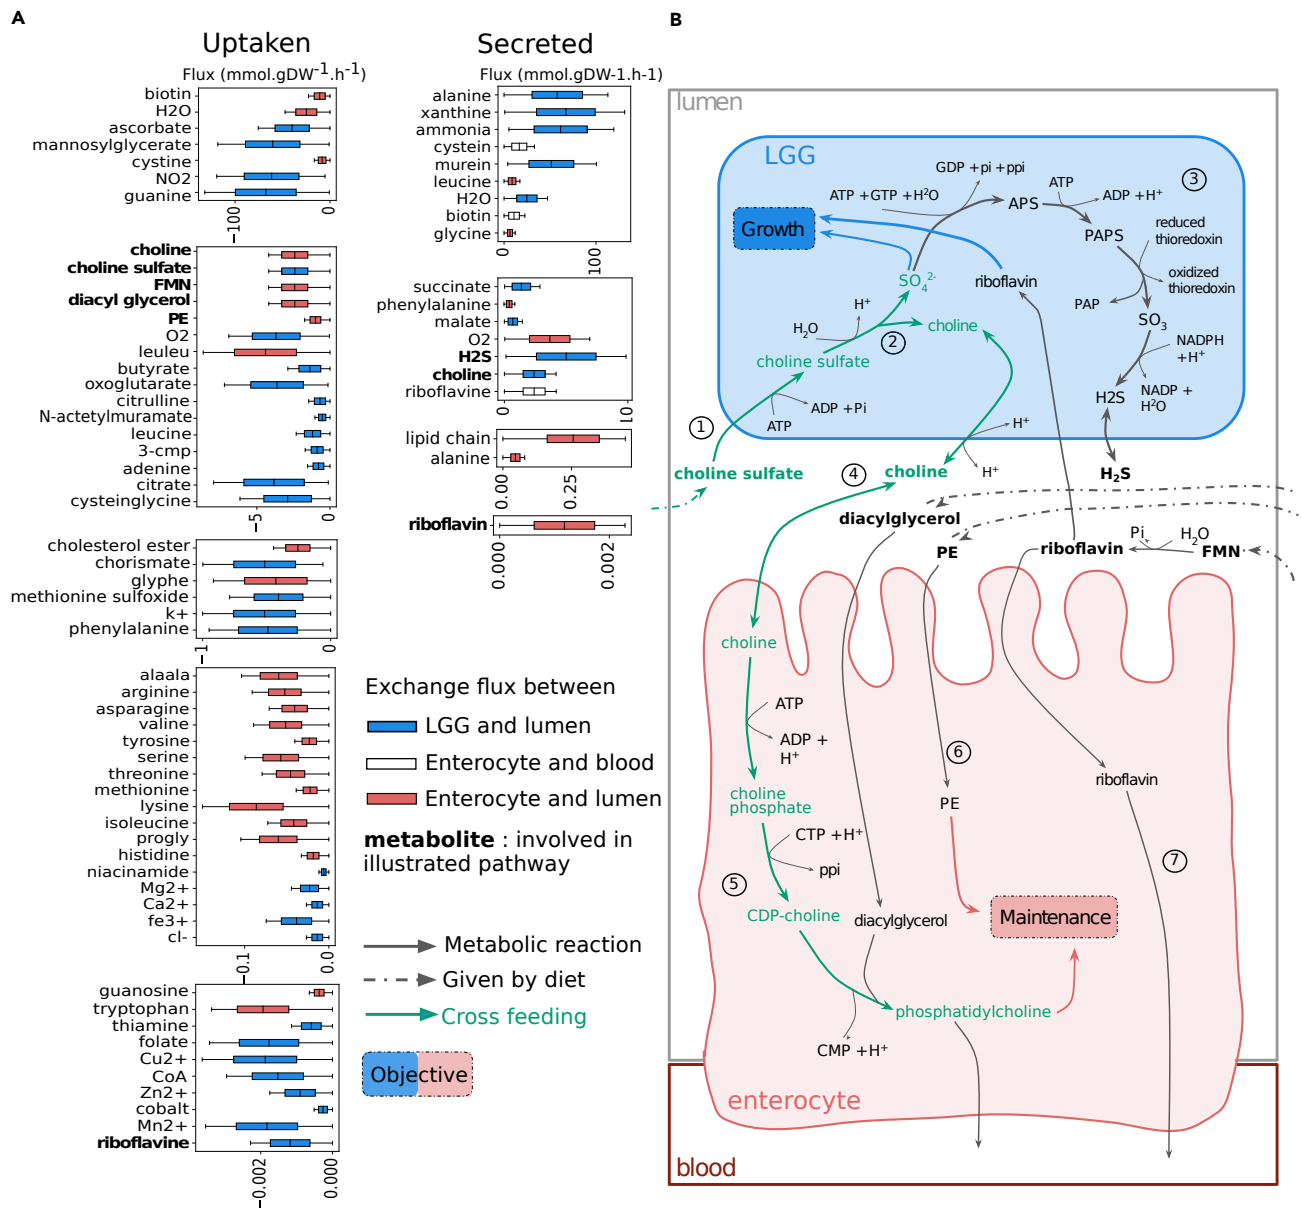 A
Uptaken
Flux (mmol.gDW-1.h-1)
biotin
H2O
ascorbate
mannosylglycerate
cystine
NO2
guanine
−100
0
choline
choline sulfate
FMN
diacyl glycerol
PE
O2
leuleu
butyrate
oxoglutarate
citrulline
N-actetylmuramate
leucine
3-cmp
adenine
citrate
cysteinglycine
−5
0
cholesterol ester
chorismate
glyphe
methionine sulfoxide
k+
phenylalanine
−1
0
alaala
arginine
asparagine
valine
tyrosine
serine
threonine
methionine
lysine
isoleucine
progly
histidine
niacinamide
Mg2+
Ca2+
fe3+
cl-
−0.1
0.0
guanosine
tryptophan
thiamine
folate
Cu2+
CoA
Zn2+
cobalt
Mn2+
riboflavine
−0.002
0.000
Secreted
Flux (mmol.gDW-1.h-1)
alanine
xanthine
ammonia
cystein
murein
leucine
H2O
biotin
glycine
0
100
succinate
phenylalanine
malate
O2
H2S
choline
riboflavine
0
10
lipid chain
alanine
0.00
0.25
riboflavin
0.000
0.002
Exchange flux between
LGG and lumen
Enterocyte and blood
Enterocyte and lumen
metabolite : involved in
illustrated pathway
Metabolic reaction
Given by diet
Cross feeding
Objective
B
lumen
LGG
GDP +pi +ppi
3
ATP +GTP +H2O
ATP
ADP +H+
APS
Growth
PAPS
reduced
thioredoxin
SO4 2-
riboflavin
oxidized
thioredoxin
PAP
H+
SO3
H2O
choline
2
NADPH
+H+
choline sulfate
NADP +
H2O
H2S
ADP +Pi
ATP
1
H+
choline sulfate
4
choline
H+
H2S
diacylglycerol
PE
riboflavin
Pi
H2O
FMN
choline
ATP
ADP +
H+
6
riboflavin
choline
phosphate
PE
CTP +H+
ppi
7
5
CDP-choline
diacylglycerol
Maintenance
phosphatidylcholine
CMP +H+
enterocyte
blood